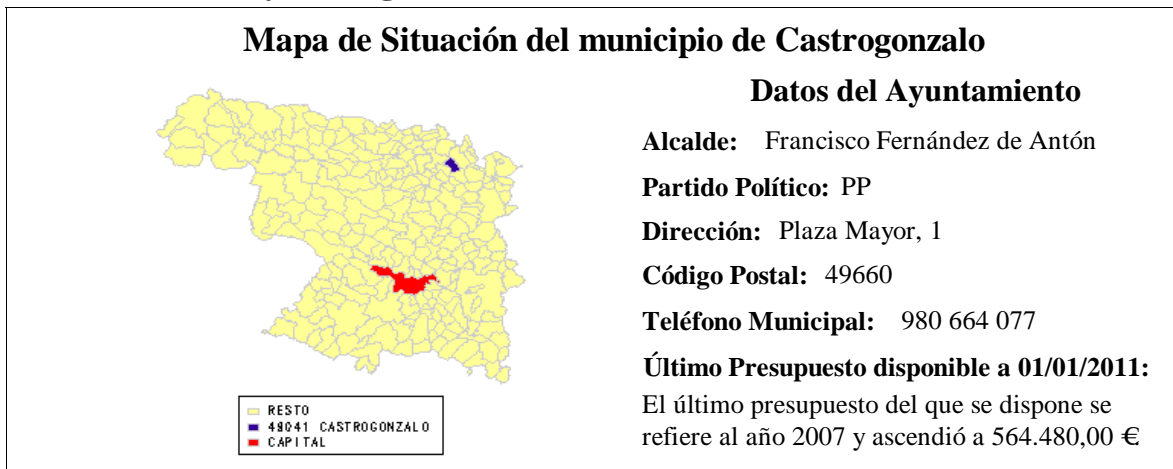 Mapa de Situación del municipio de Castrogonzalo
Datos del Ayuntamiento
Alcalde: Francisco Fernández de Antón
Partido Político: PP
Dirección: Plaza Mayor, 1
Código Postal: 49660
Teléfono Municipal: 980 664 077
Último Presupuesto disponible a 01/01/2011:
El último presupuesto del que se dispone se
refiere al año 2007 y ascendió a 564.480,00 €
RESTO
49041 CASTROGONZALO
CAPITAL